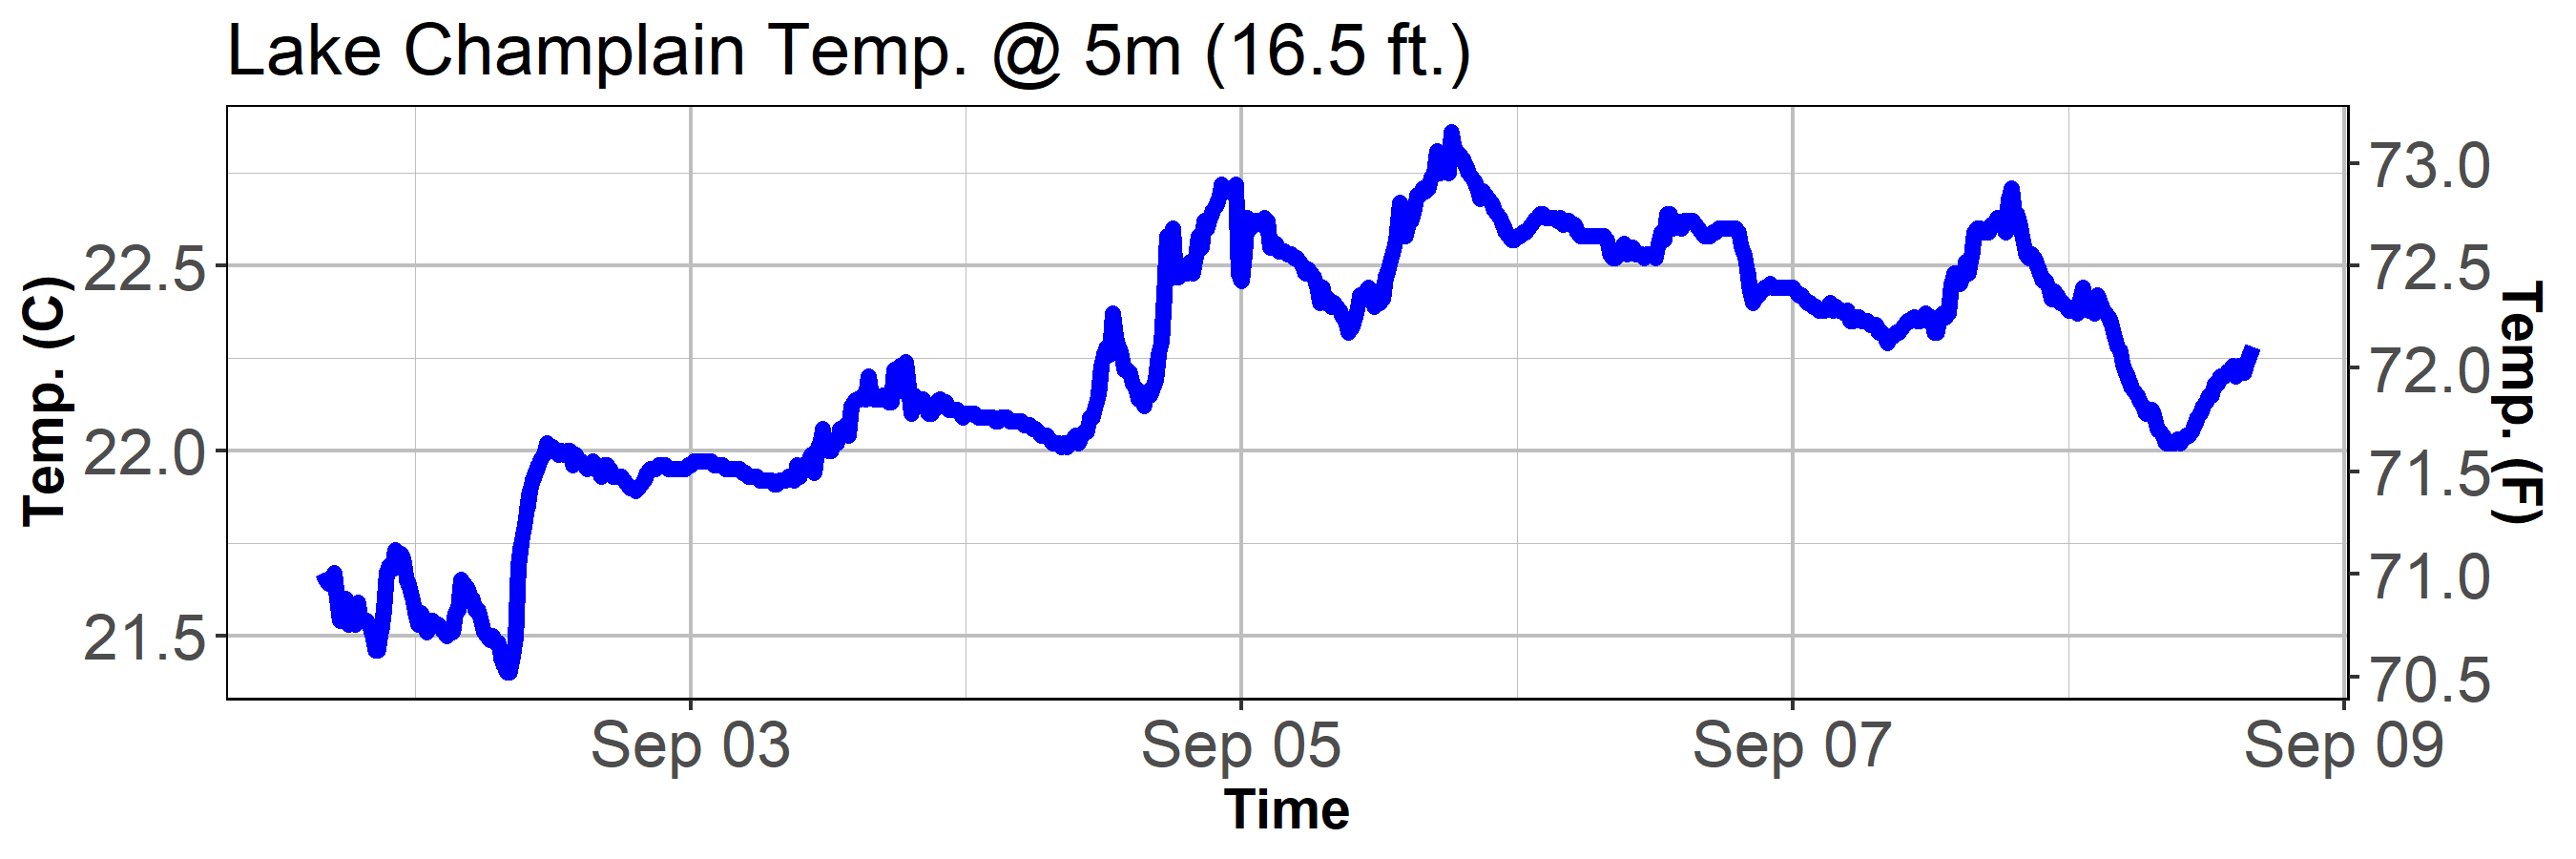 Lake Champlain Temp. @ 5m (16.5 ft.)
Temp. (C)
22.5
22.0
21.5
73.0
72.5
72.0
71.5
71.0
70.5
Temp. (F)
Sep 03
Sep 05
Sep 07
Sep 09
Time